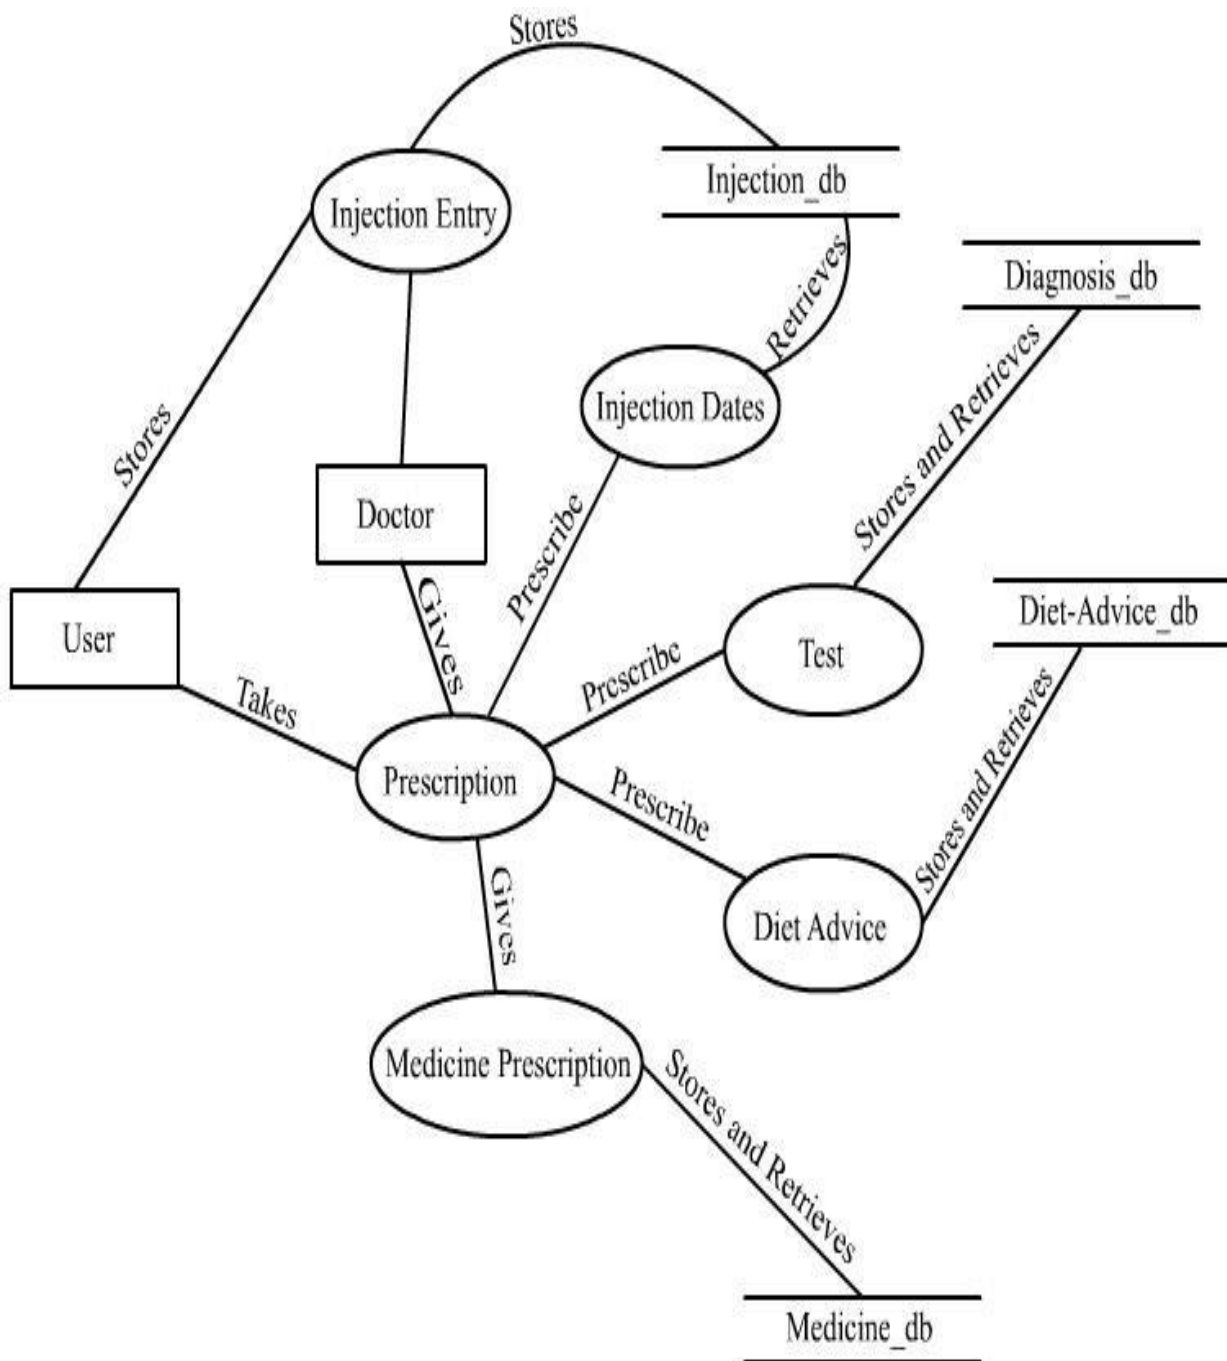 Stores
Injection_db
Injection Entry
Diagnosis_db
Retrieves
Injection Dates
Stores
Stores and Retrieves
Doctor
Prescribe
Gives
Diet-Advice_db
User
Test
Prescribe
Takes
Stores and Retrieves
Prescription
Prescribe
Gives
Diet Advice
Medicine Prescription
Stores and Retrieves
Medicine_db